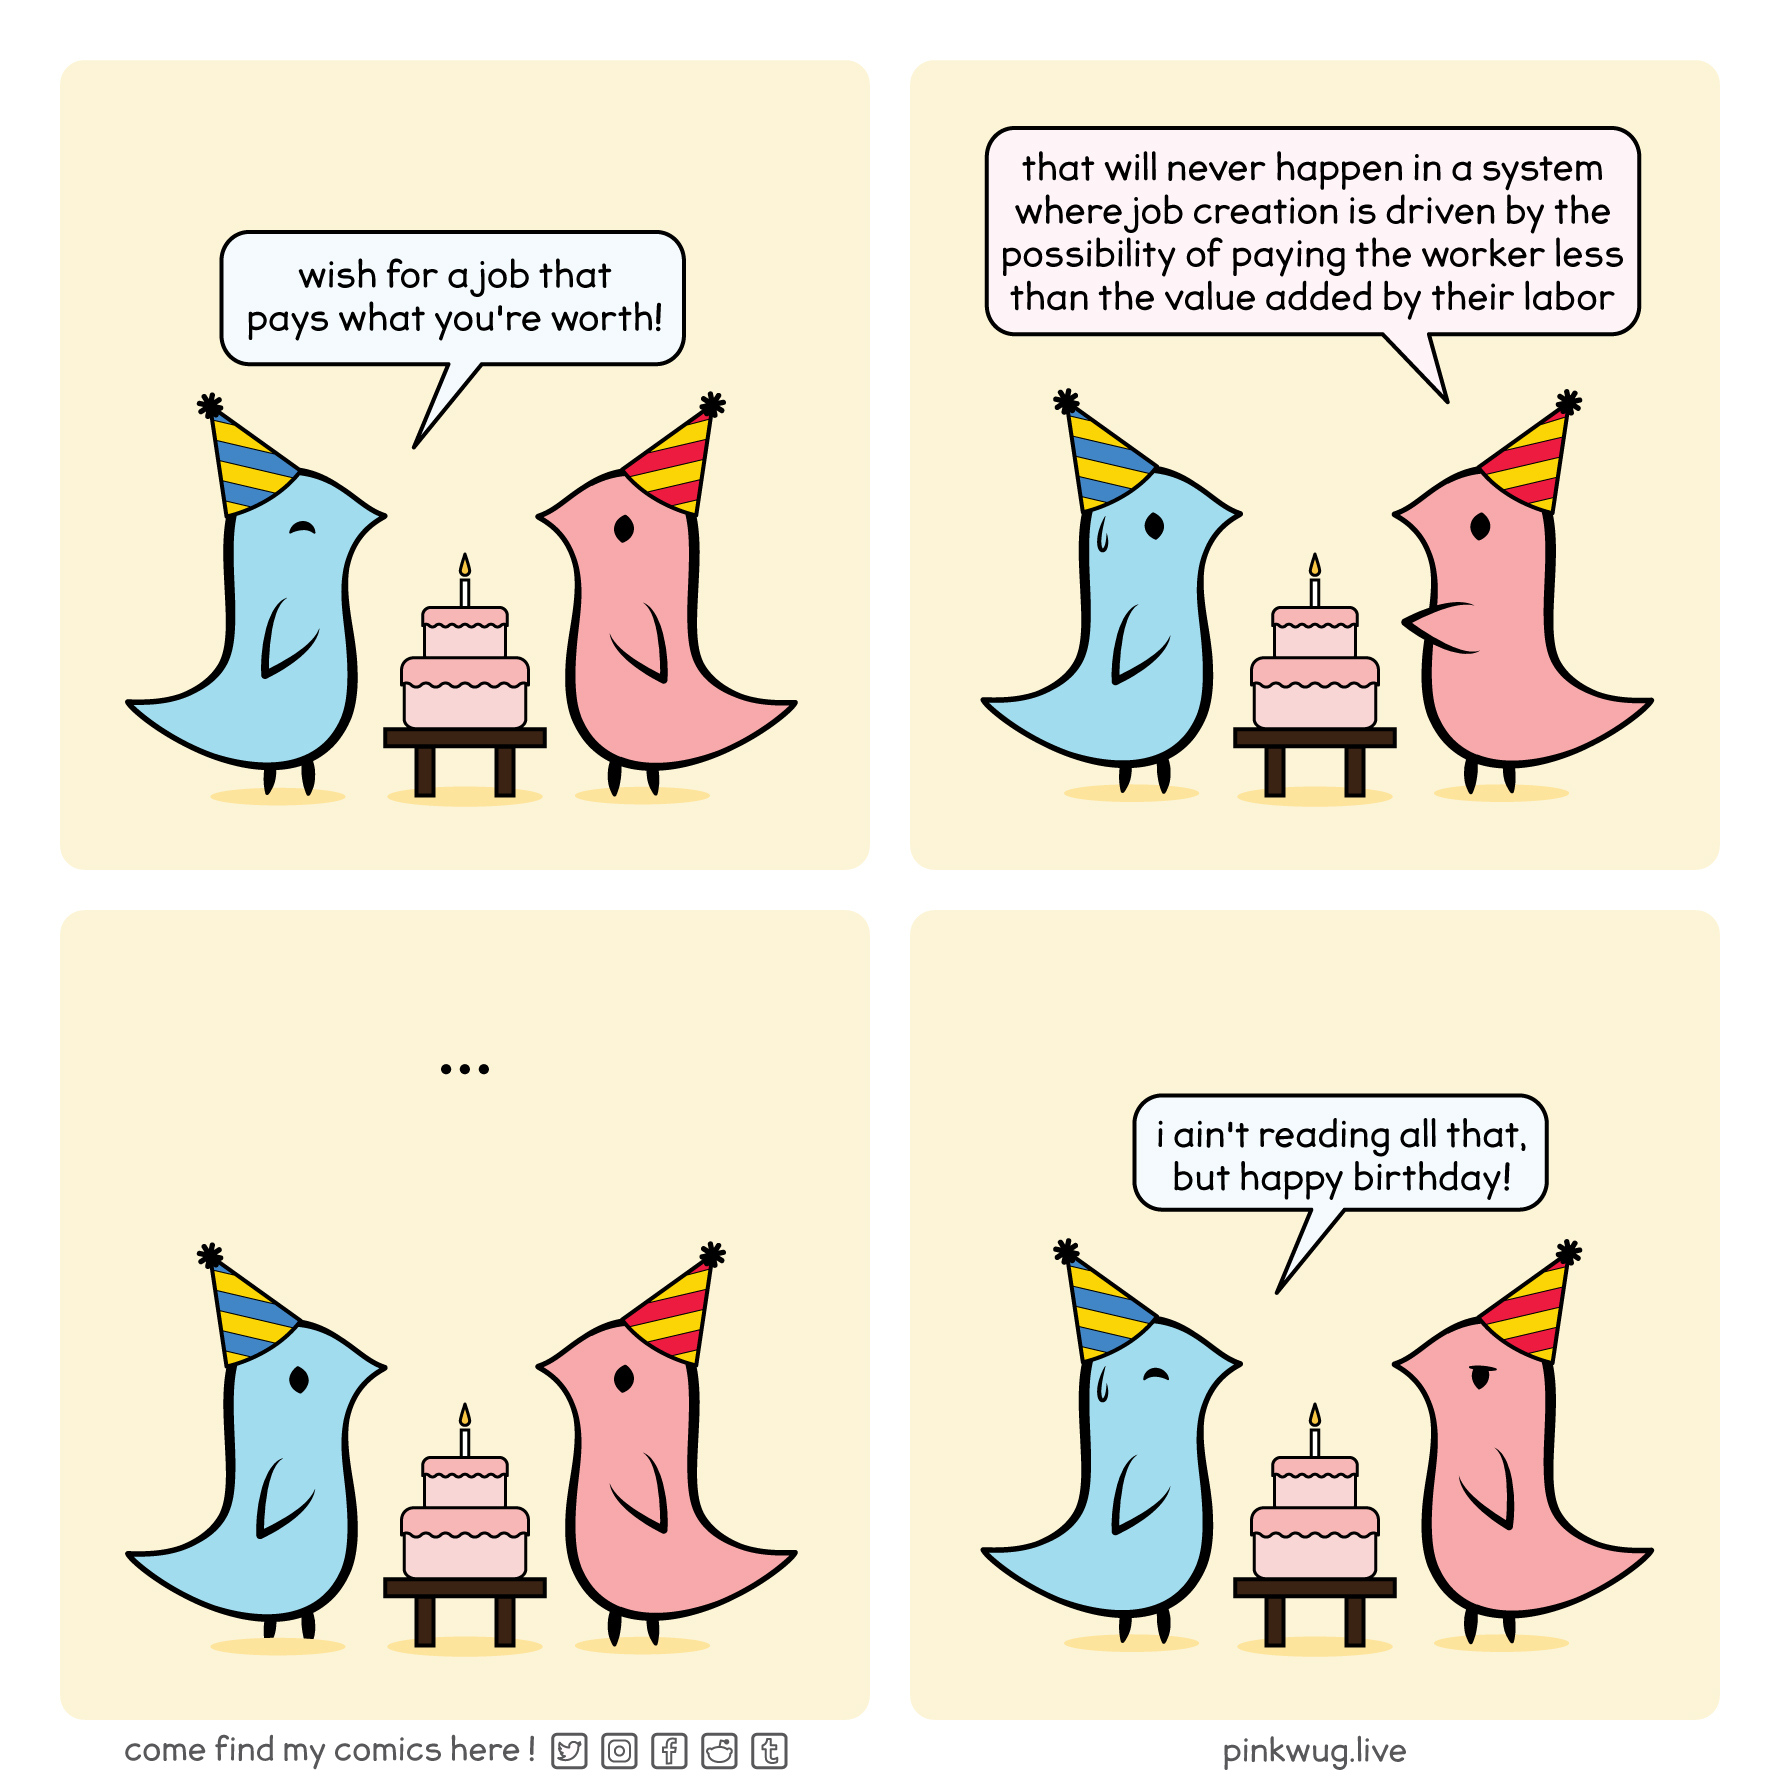 wish for a job that
pays what you're worth!
that will never happen in a system
where job creation is driven by the
possibility of paying the worker less
than the value added by their labor
...
i ain't reading all that,
but happy birthday!
come find my comics here!
pinkwug.live